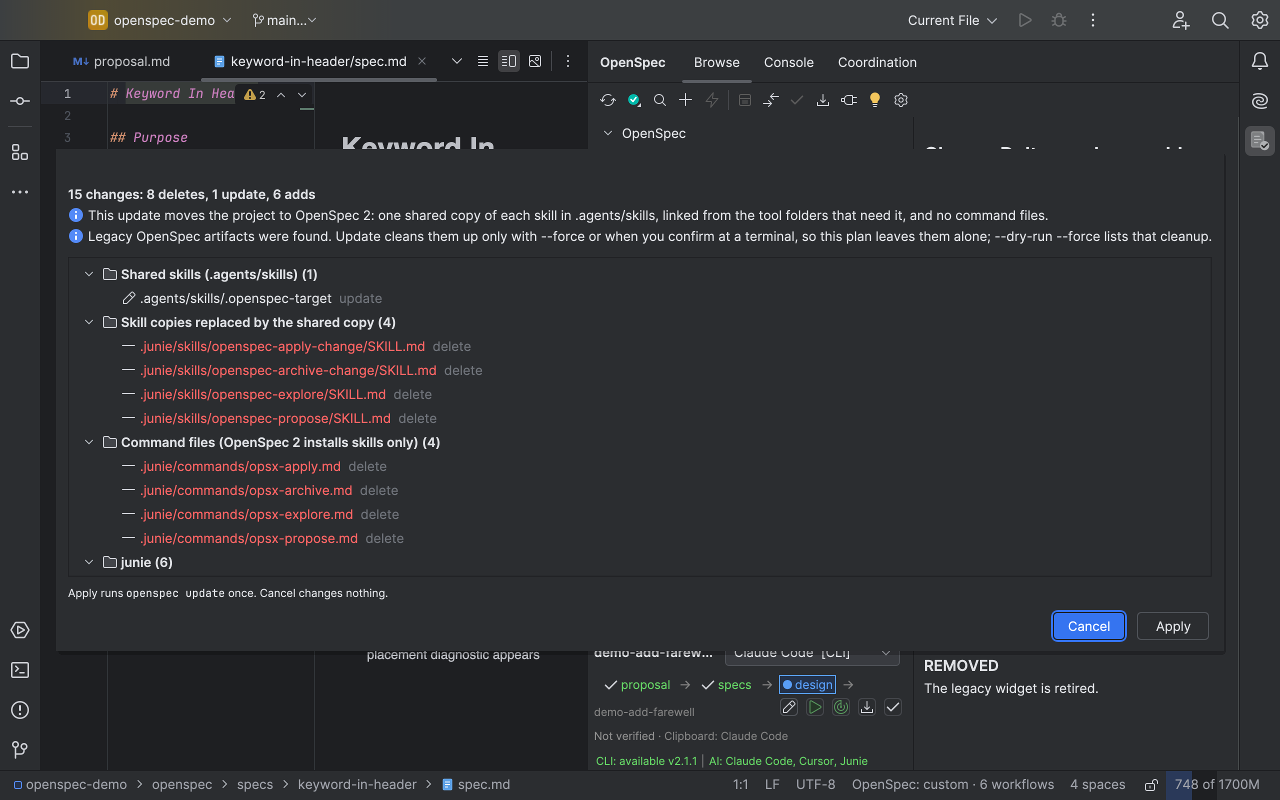 OD openspec-demo main... Current File
M↓ proposal.md keyword-in-header/spec.md OpenSpec Browse Console Coordination
1 # Keyword In Hea 2
2
3 ## Purpose
OpenSpec
15 changes: 8 deletes, 1 update, 6 adds
This update moves the project to OpenSpec 2: one shared copy of each skill in .agents/skills, linked from the tool folders that need it, and no command files.
Legacy OpenSpec artifacts were found. Update cleans them up only with --force or when you confirm at a terminal, so this plan leaves them alone; --dry-run --force lists that cleanup.
Shared skills (.agents/skills) (1)
.agents/skills/.openspec-target update
Skill copies replaced by the shared copy (4)
.junie/skills/openspec-apply-change/SKILL.md delete
.junie/skills/openspec-archive-change/SKILL.md delete
.junie/skills/openspec-explore/SKILL.md delete
.junie/skills/openspec-propose/SKILL.md delete
Command files (OpenSpec 2 installs skills only) (4)
.junie/commands/opsx-apply.md delete
.junie/commands/opsx-archive.md delete
.junie/commands/opsx-explore.md delete
.junie/commands/opsx-propose.md delete
junie (6)
Apply runs openspec update once. Cancel changes nothing.
Cancel Apply
placement diagnostic appears
demo-add-farew... Claude Code [CLI]
proposal → specs → design →
demo-add-farewell
Not verified · Clipboard: Claude Code
CLI: available v2.1.1 | AI: Claude Code, Cursor, Junie
REMOVED
The legacy widget is retired.
openspec-demo openspec specs keyword-in-header spec.md 1:1 LF UTF-8 OpenSpec: custom · 6 workflows 4 spaces 748 of 1700M